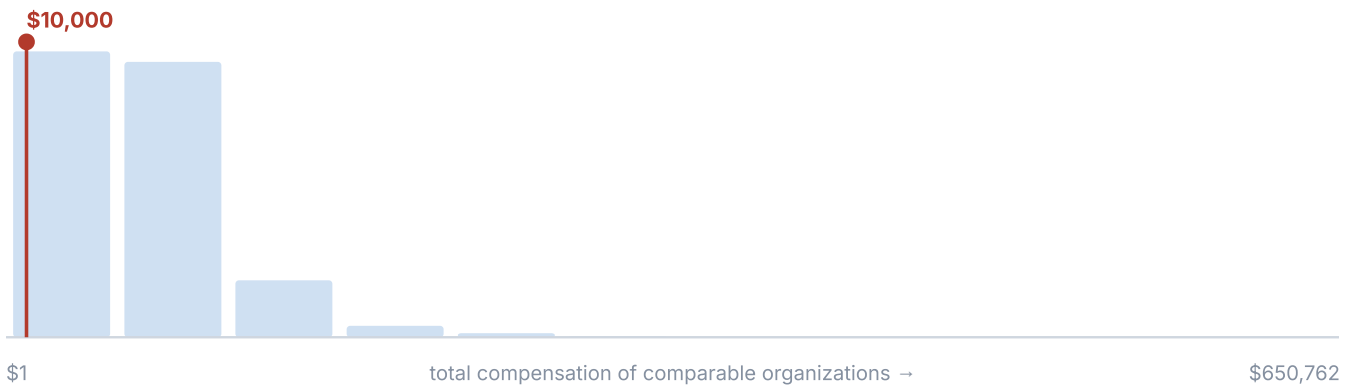 $10,000
$1 total compensation of comparable organizations → $650,762